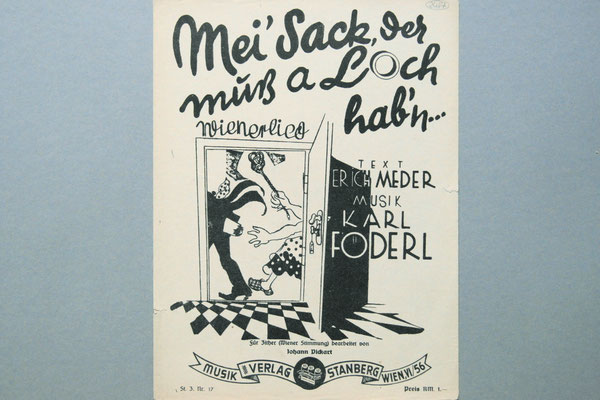 Mei' Sack, der
muß a Loch
hab'n...
Wienerlied
TEXT
ERICH MEDER
MUSIK
KARL
FÖDERL
Für Zither (Wiener Stimmung) bearbeitet von
Johann Pickart
MUSIK VERLAG STANBERG WIEN, VI/56
St. Z. Nr. 17
Preis RM. 1.—